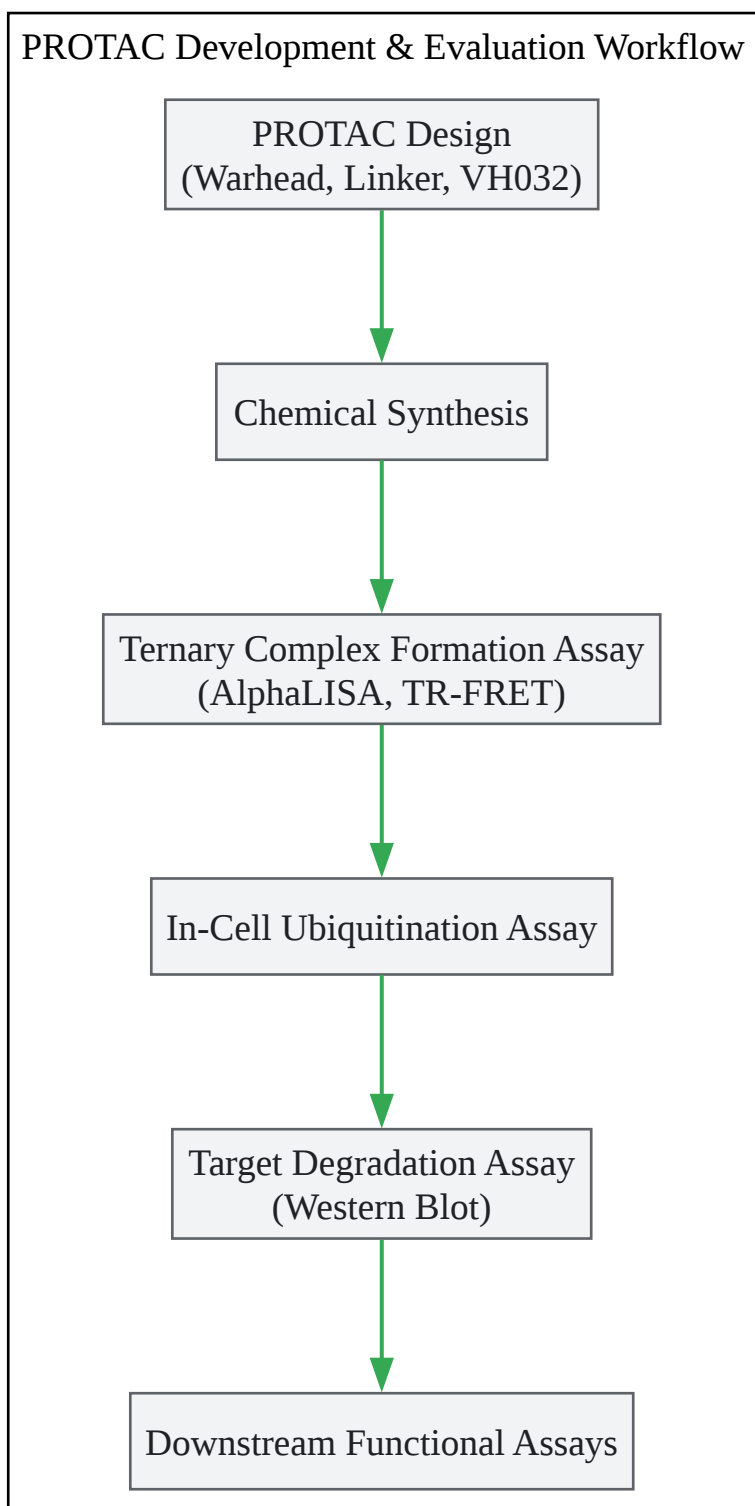 PROTAC Development & Evaluation Workflow
PROTAC Design
(Warhead, Linker, VH032)
Chemical Synthesis
Ternary Complex Formation Assay
(AlphaLISA, TR-FRET)
In-Cell Ubiquitination Assay
Target Degradation Assay
(Western Blot)
Downstream Functional Assays